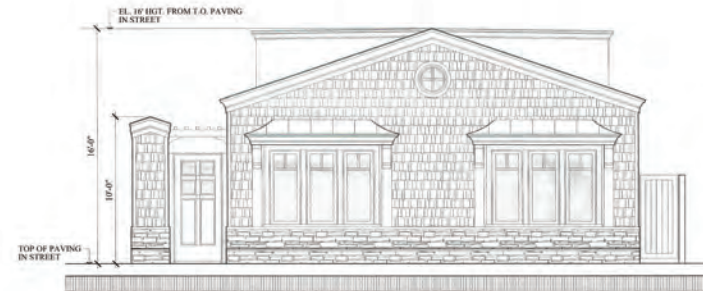 EL. 16' HGT. FROM T.O. PAVING
IN STREET
16'-0"
10'-0"
TOP OF PAVING
IN STREET